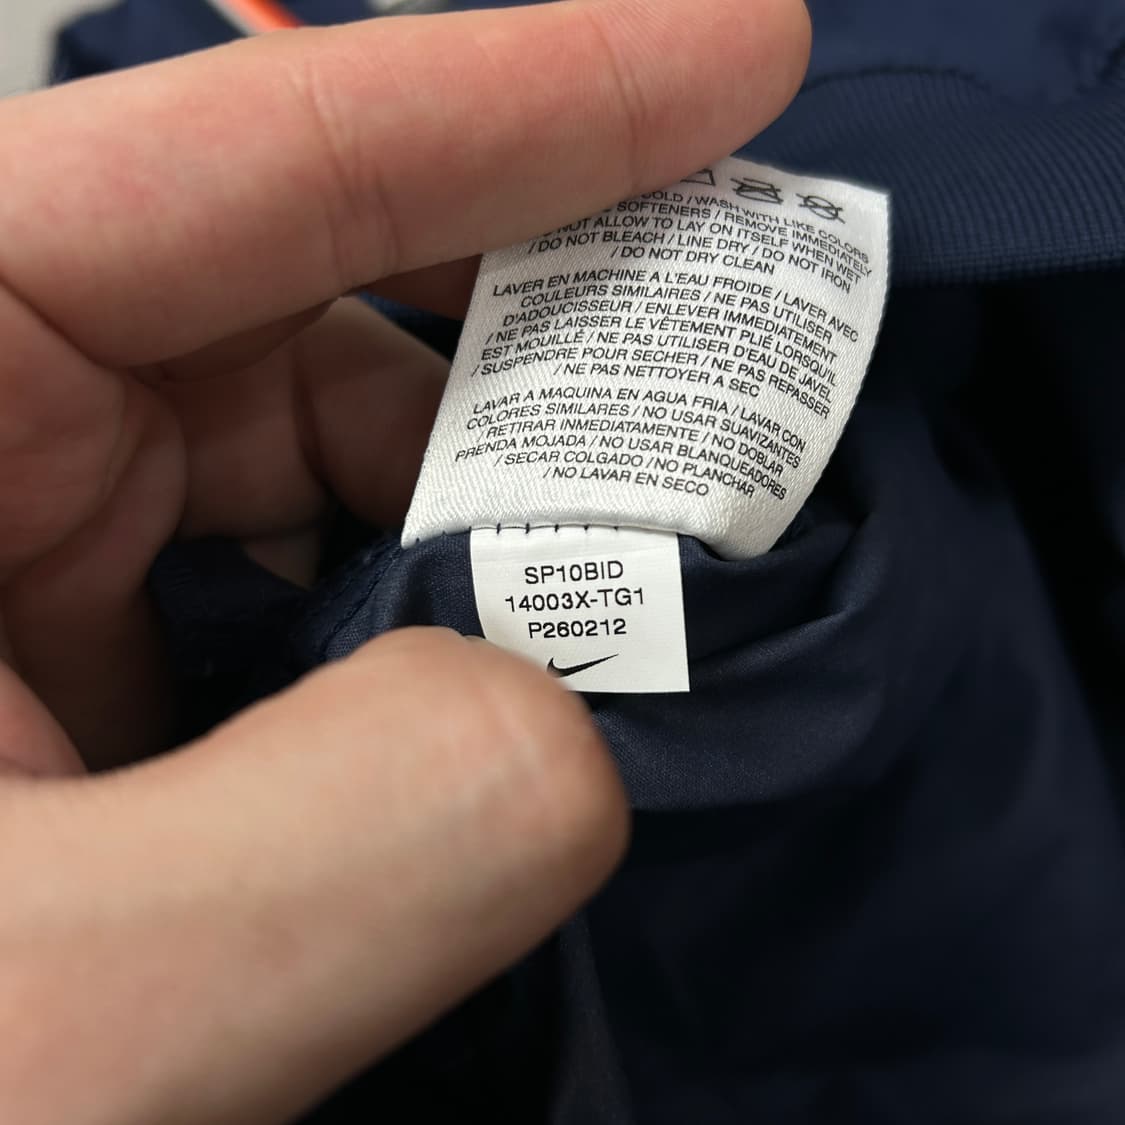 COLD / WASH WITH LIKE COLORS
SOFTENERS / REMOVE IMMEDIATELY
NOT ALLOW TO LAY ON ITSELF WHEN WET
/ DO NOT BLEACH / LINE DRY / DO NOT IRON
/ DO NOT DRY CLEAN
LAVER EN MACHINE A L'EAU FROIDE / LAVER AVEC
COULEURS SIMILAIRES / NE PAS UTILISER
D'ADOUCISSEUR / ENLEVER IMMEDIATEMENT
/ NE PAS LAISSER LE VÊTEMENT PLIÉ LORSQUIL
EST MOUILLÉ / NE PAS UTILISER D'EAU DE JAVEL
/ SUSPENDRE POUR SECHER / NE PAS REPASSER
/ NE PAS NETTOYER A SEC
LAVAR A MAQUINA EN AGUA FRIA / LAVAR CON
COLORES SIMILARES / NO USAR SUAVIZANTES
/ RETIRAR INMEDIATAMENTE / NO DOBLAR
PRENDA MOJADA / NO USAR BLANQUEADORES
/ SECAR COLGADO / NO PLANCHAR
/ NO LAVAR EN SECO
SP10BID
14003X-TG1
P260212